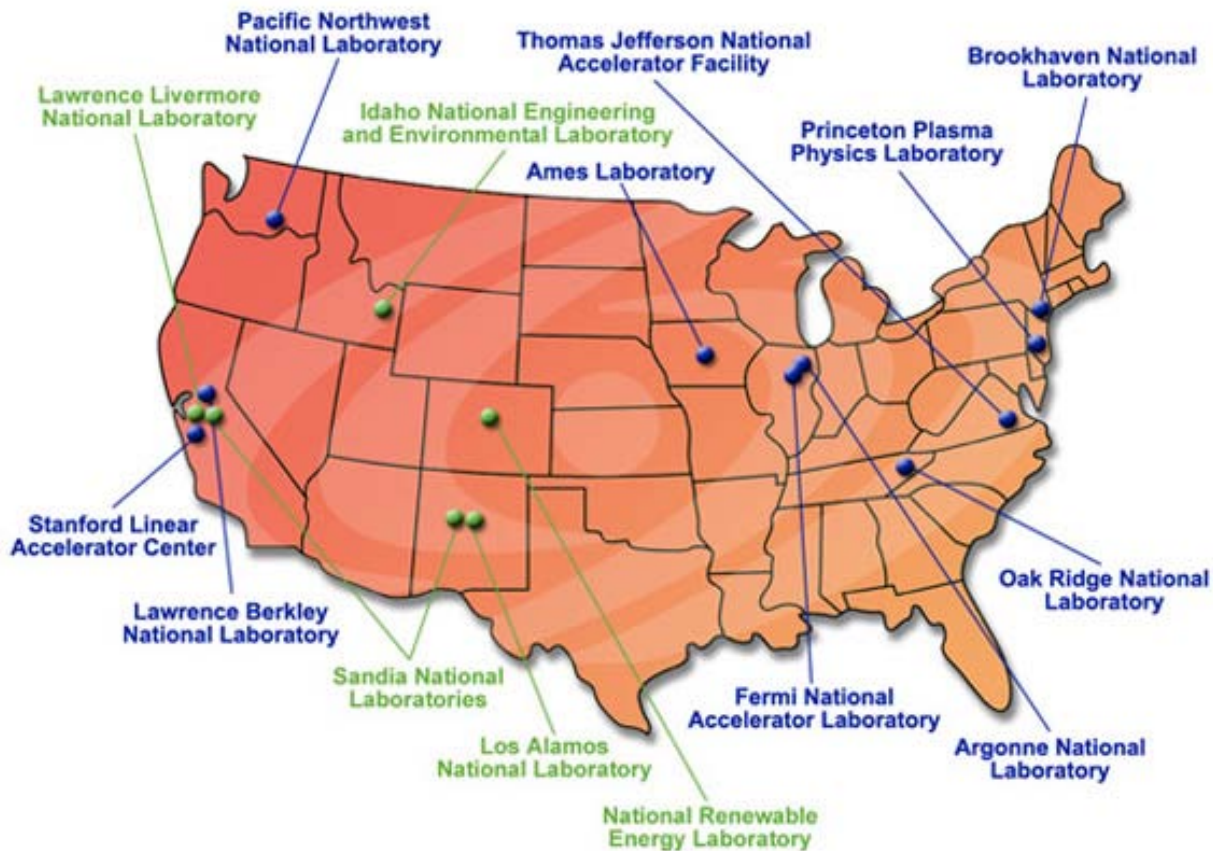 Pacific Northwest
National Laboratory
Thomas Jefferson National
Accelerator Facility
Brookhaven National
Laboratory
Lawrence Livermore
National Laboratory
Idaho National Engineering
and Environmental Laboratory
Princeton Plasma
Physics Laboratory
Ames Laboratory
Stanford Linear
Accelerator Center
Oak Ridge National
Laboratory
Lawrence Berkley
National Laboratory
Sandia National
Laboratories
Fermi National
Accelerator Laboratory
Los Alamos
National Laboratory
Argonne National
Laboratory
National Renewable
Energy Laboratory